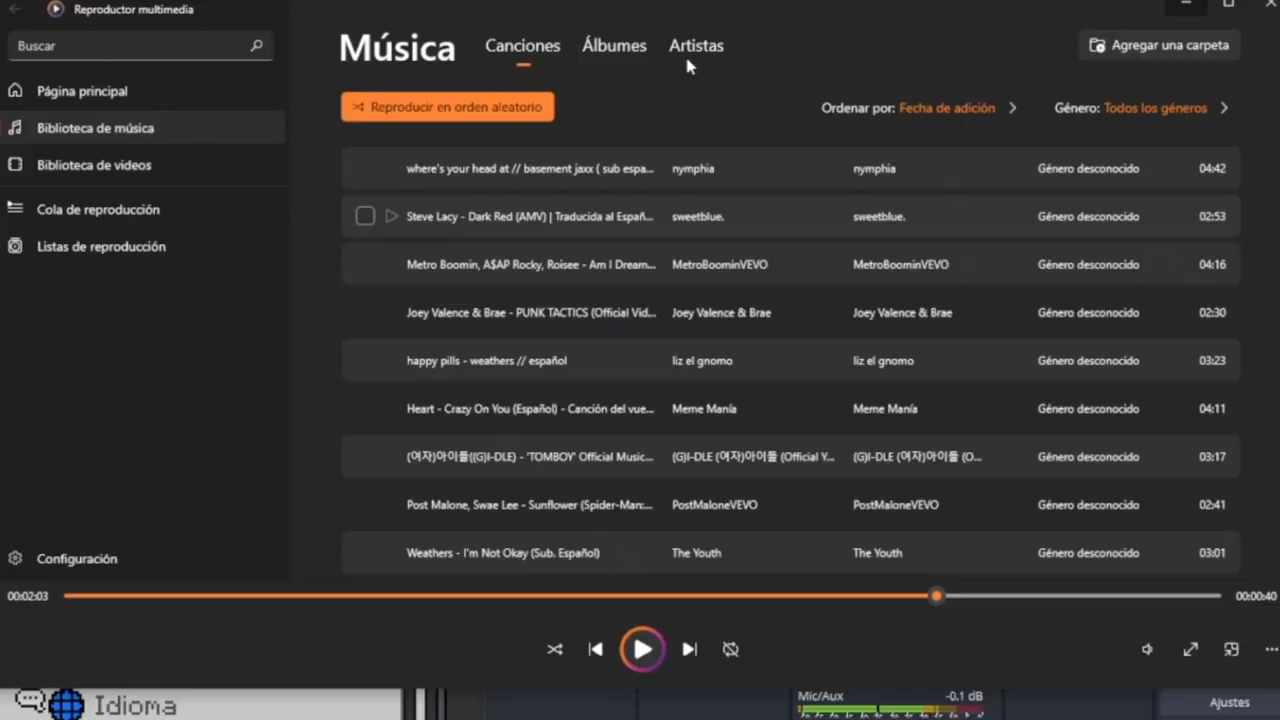 Reproductor multimedia
Buscar
Página principal
Biblioteca de música
Biblioteca de videos
Cola de reproducción
Listas de reproducción
Configuración
Música Canciones Álbumes Artistas
Agregar una carpeta
Reproducir en orden aleatorio
Ordenar por: Fecha de adición
Género: Todos los géneros
where's your head at // basement jaxx ( sub espa... nymphia nymphia Género desconocido 04:42
Steve Lacy - Dark Red (AMV) | Traducida al Españ... sweetblue. sweetblue. Género desconocido 02:53
Metro Boomin, A$AP Rocky, Roisee - Am I Dream... MetroBoominVEVO MetroBoominVEVO Género desconocido 04:16
Joey Valence & Brae - PUNK TACTICS (Official Vid... Joey Valence & Brae Joey Valence & Brae Género desconocido 02:30
happy pills - weathers // español liz el gnomo liz el gnomo Género desconocido 03:23
Heart - Crazy On You (Español) - Canción del vue... Meme Manía Meme Manía Género desconocido 04:11
(여자)아이들((G)I-DLE) - 'TOMBOY' Official Music... (G)I-DLE (여자)아이들 (Official Y... (G)I-DLE (여자)아이들 (O... Género desconocido 03:17
Post Malone, Swae Lee - Sunflower (Spider-Man:... PostMaloneVEVO PostMaloneVEVO Género desconocido 02:41
Weathers - I'm Not Okay (Sub. Español) The Youth The Youth Género desconocido 03:01
00:02:03 00:00:40
Idioma
Mic/Aux -0.1 dB
Ajustes